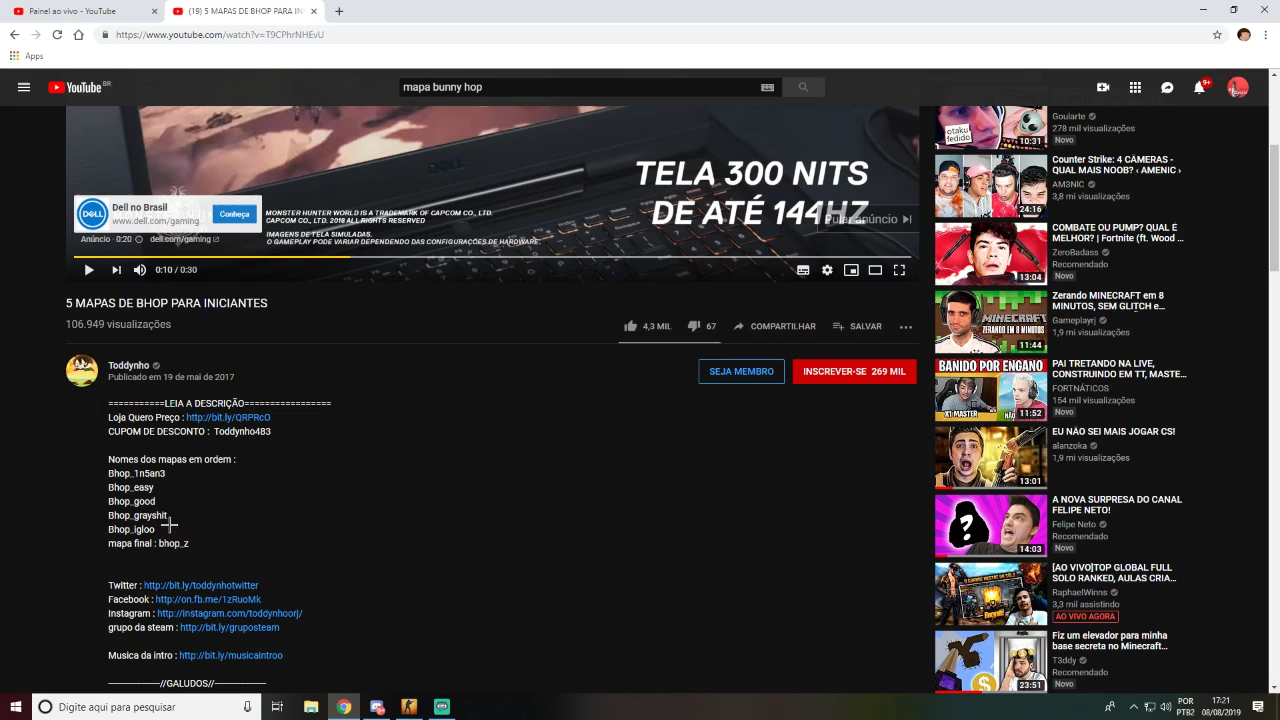 Painel ao vivo - YouTube
(19) 5 MAPAS DE BHOP PARA IN
https://www.youtube.com/watch?v=T9CPhrNHEvU
Apps
YouTube BR
mapa bunny hop
9+
TELA 300 NITS
DE ATÉ 144HZ
Pular anúncio
DELL
Dell no Brasil
www.dell.com/gaming
Conheça
Anúncio · 0:20
dell.com/gaming
MONSTER HUNTER WORLD IS A TRADEMARK OF CAPCOM CO., LTD.
CAPCOM CO., LTD. 2018 ALL RIGHTS RESERVED
IMAGENS DE TELA SIMULADAS.
O GAMEPLAY PODE VARIAR DEPENDENDO DAS CONFIGURAÇÕES DE HARDWARE.
0:10 / 0:30
5 MAPAS DE BHOP PARA INICIANTES
106.949 visualizações
4,3 MIL
67
COMPARTILHAR
SALVAR
Toddynho
Publicado em 19 de mai de 2017
SEJA MEMBRO
INSCREVER-SE 269 MIL
==========LEIA A DESCRIÇÃO===============
Loja Quero Preço : http://bit.ly/QRPRcO
CUPOM DE DESCONTO : Toddynho483
Nomes dos mapas em ordem :
Bhop_1n5an3
Bhop_easy
Bhop_good
Bhop_grayshit
Bhop_igloo
mapa final : bhop_z
Twitter : http://bit.ly/toddynhotwitter
Facebook : http://on.fb.me/1zRuoMk
Instagram : http://instagram.com/toddynhoorj/
grupo da steam : http://bit.ly/gruposteam
Musica da intro : http://bit.ly/musicaintroo
————//GALUDOS//————
otaku
fedido
10:31
Goularte
278 mil visualizações
Novo
24:16
Counter Strike: 4 CÂMERAS -
QUAL MAIS NOOB? ‹ AMENIC ›
AM3NlC
3,8 mi visualizações
13:04
COMBATE OU PUMP? QUAL É
MELHOR? | Fortnite (ft. Wood ...
ZeroBadass
Recomendado
Novo
MINECRAFT
ZERANDO EM 8 MINUTOS
11:44
Zerando MINECRAFT em 8
MINUTOS, SEM GLITCH e...
Gameplayrj
1,9 mi visualizações
BANIDO POR ENGANO
X1 MASTER
NÃO
11:52
PAI TRETANDO NA LIVE,
CONSTRUINDO EM TT, MASTE...
FORTNÁTICOS
154 mil visualizações
Novo
13:01
EU NÃO SEI MAIS JOGAR CS!
alanzoka
1,9 mi visualizações
?
14:03
A NOVA SURPRESA DO CANAL
FELIPE NETO!
Felipe Neto
Recomendado
Novo
[AO VIVO]TOP GLOBAL FULL
SOLO RANKED, AULAS CRIA...
RaphaelWinns
3,3 mil assistindo
AO VIVO AGORA
23:51
Fiz um elevador para minha
base secreta no Minecraft...
T3ddy
Recomendado
Novo
Digite aqui para pesquisar
POR
PTB2
17:21
08/08/2019